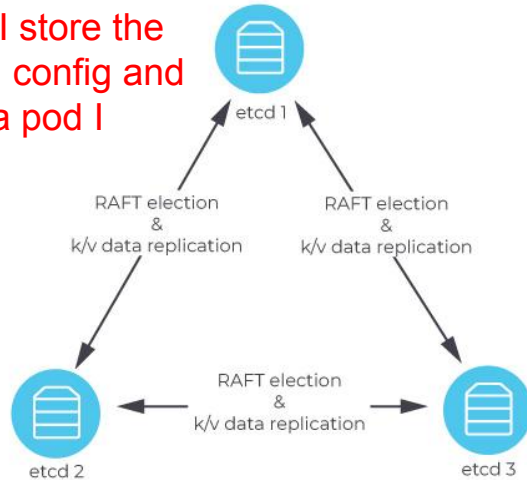 I store the
config and
a pod I
etcd 1
RAFT election
&
k/v data replication
RAFT election
&
k/v data replication
RAFT election
&
k/v data replication
etcd 2
etcd 3